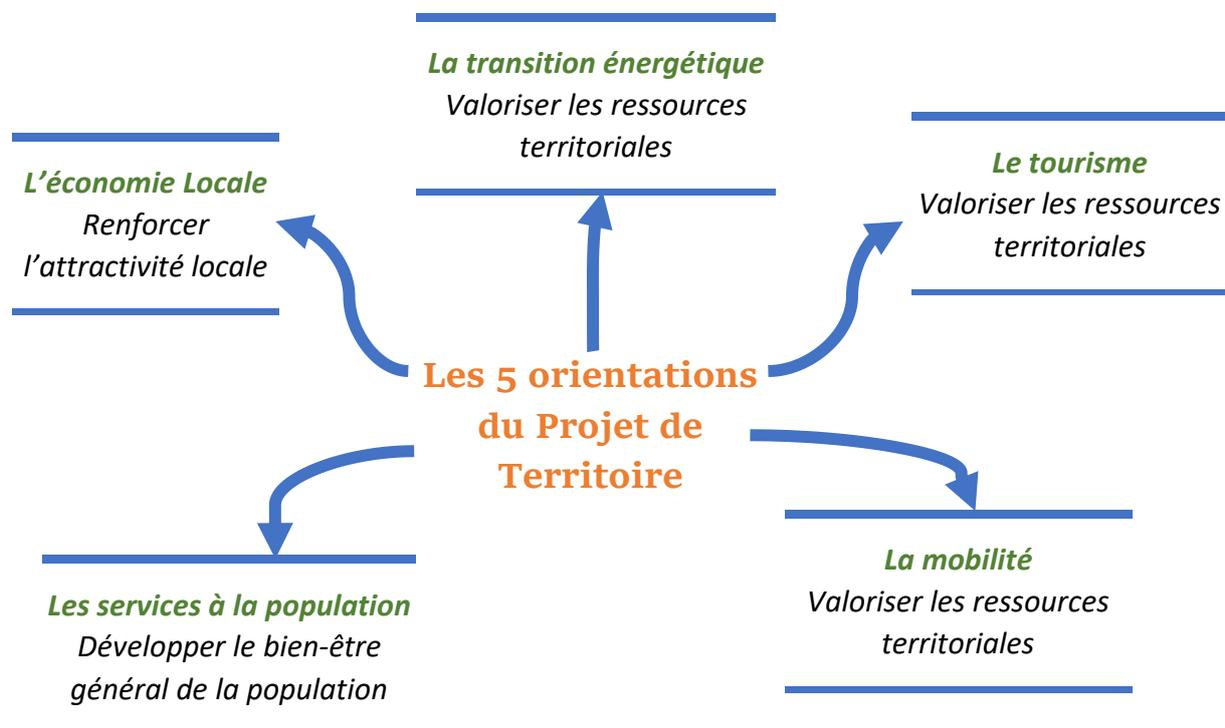 La transition énergétique
Valoriser les ressources
territoriales
L’économie Locale
Renforcer
l’attractivité locale
Le tourisme
Valoriser les ressources
territoriales
Les 5 orientations
du Projet de
Territoire
Les services à la population
Développer le bien-être
général de la population
La mobilité
Valoriser les ressources
territoriales